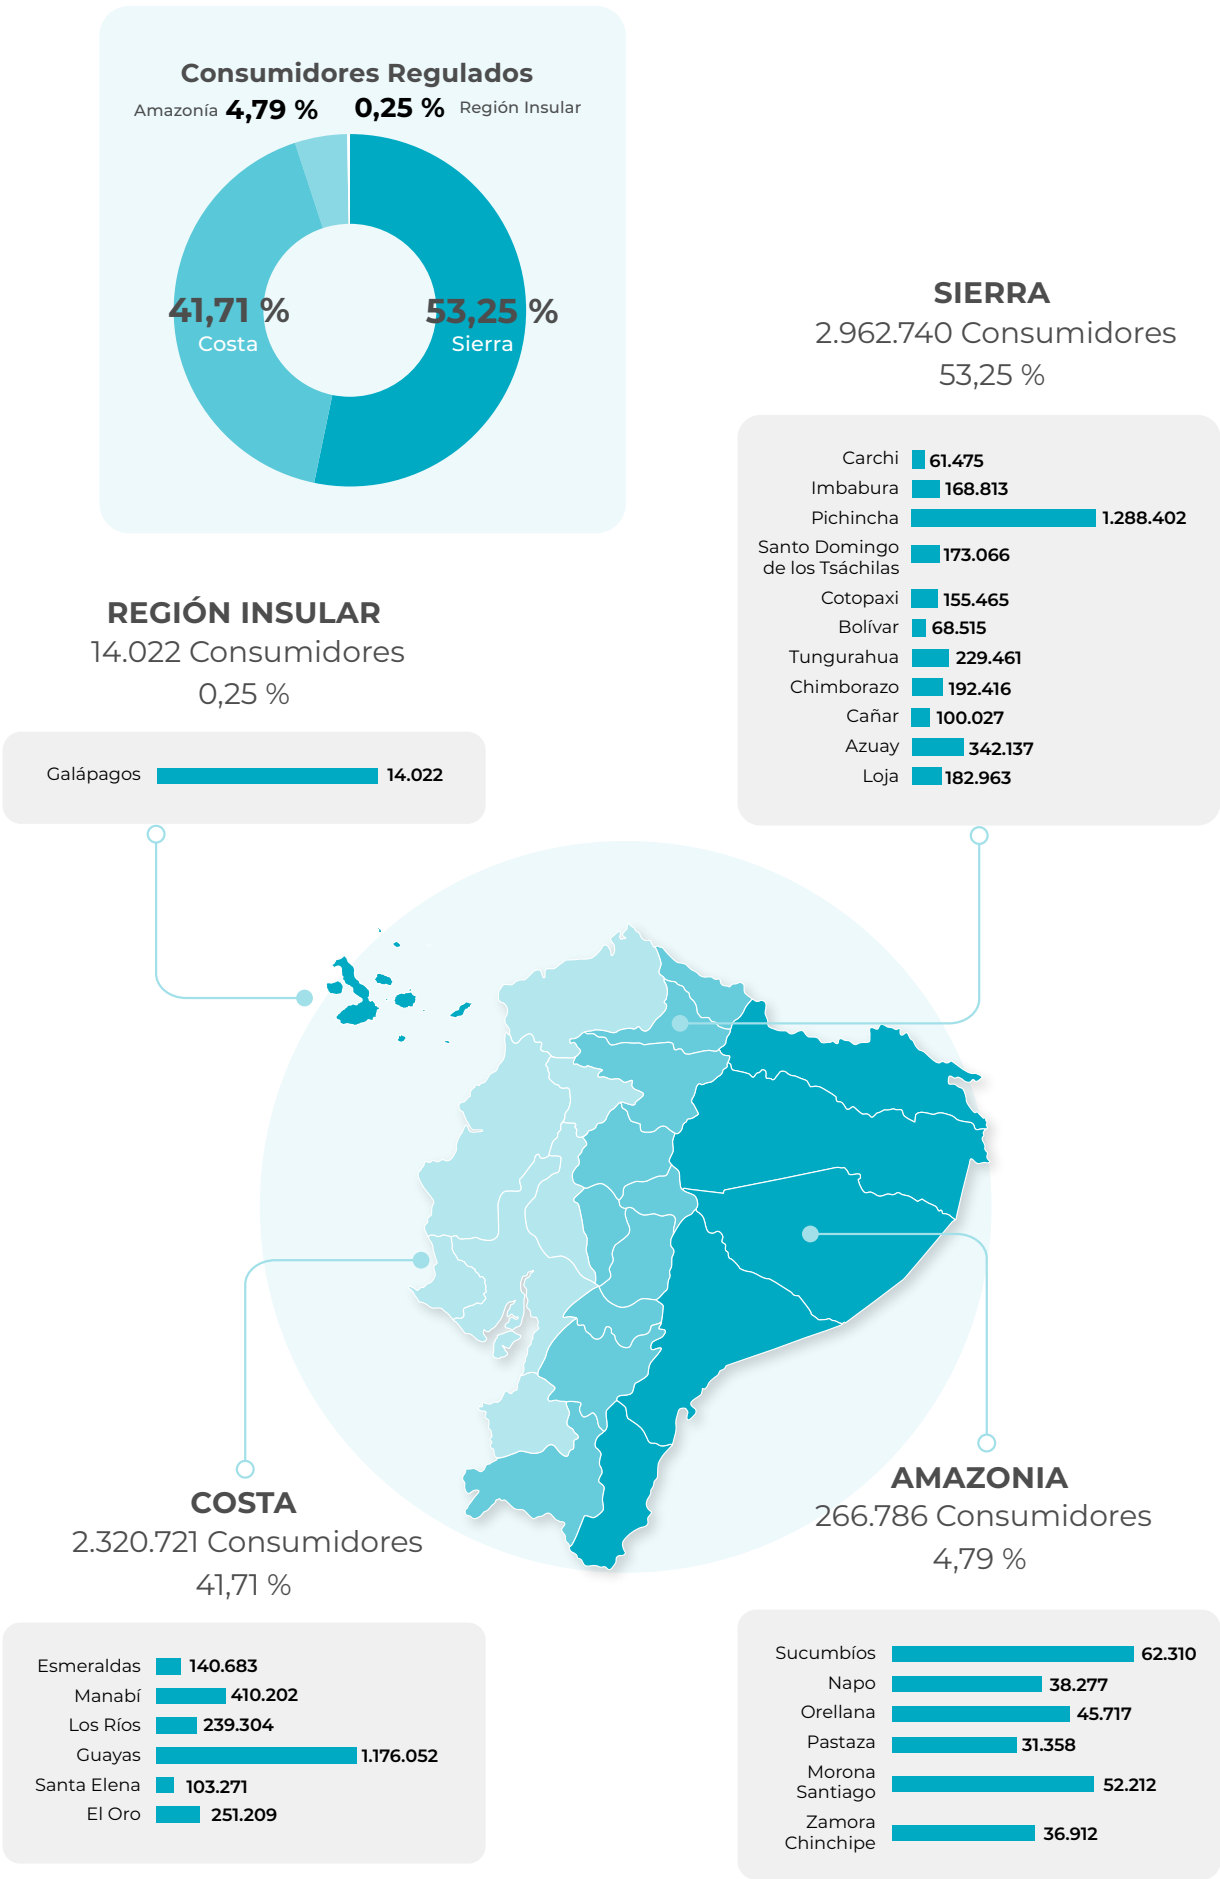 Consumidores Regulados
Amazonía 4,79 % 0,25 % Región Insular
41,71 %
Costa
53,25 %
Sierra
SIERRA
2.962.740 Consumidores
53,25 %
Carchi 61.475
Imbabura 168.813
Pichincha 1.288.402
Santo Domingo
de los Tsáchilas 173.066
Cotopaxi 155.465
Bolívar 68.515
Tungurahua 229.461
Chimborazo 192.416
Cañar 100.027
Azuay 342.137
Loja 182.963
REGIÓN INSULAR
14.022 Consumidores
0,25 %
Galápagos 14.022
COSTA
2.320.721 Consumidores
41,71 %
Esmeraldas 140.683
Manabí 410.202
Los Ríos 239.304
Guayas 1.176.052
Santa Elena 103.271
El Oro 251.209
AMAZONIA
266.786 Consumidores
4,79 %
Sucumbíos 62.310
Napo 38.277
Orellana 45.717
Pastaza 31.358
Morona
Santiago 52.212
Zamora
Chinchipe 36.912